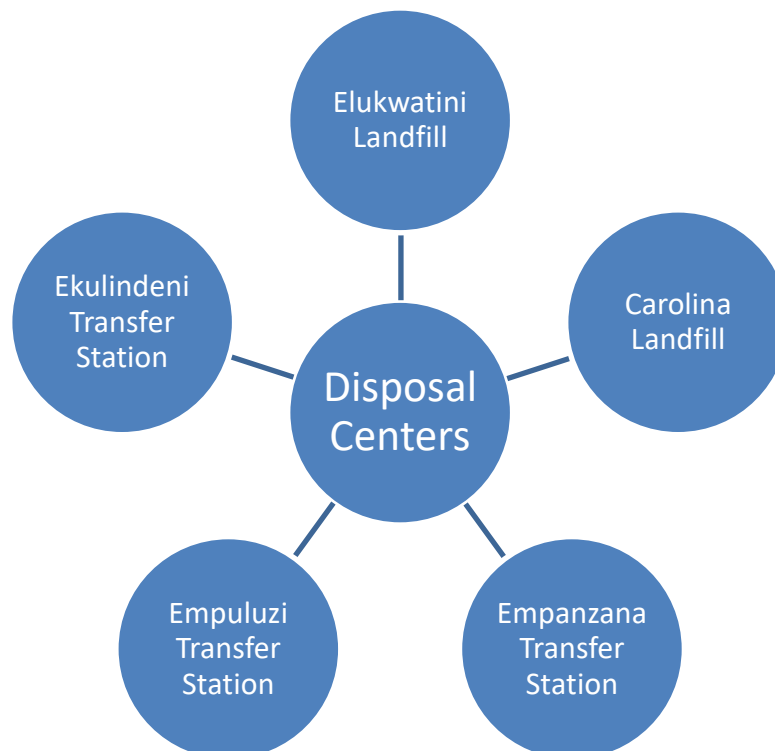 Elukwatini
Landfill
Ekulindeni
Transfer
Station
Carolina
Landfill
Disposal
Centers
Empuluzi
Transfer
Station
Empanzana
Transfer
Station